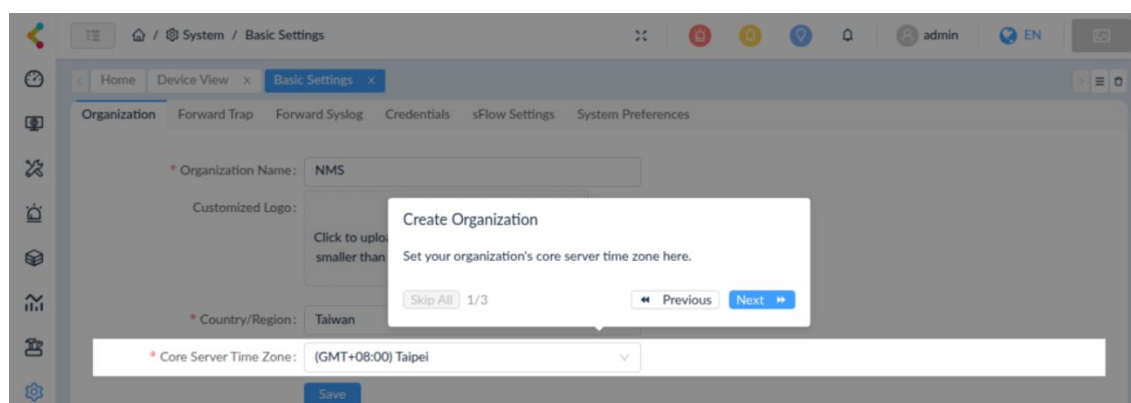 / System / Basic Settings
admin
EN
Home
Device View x
Basic Settings x
Organization
Forward Trap
Forward Syslog
Credentials
sFlow Settings
System Preferences
* Organization Name: NMS
Customized Logo:
Click to uplo
smaller than
Create Organization
Set your organization's core server time zone here.
Skip All 1/3
Previous
Next
* Country/Region: Taiwan
* Core Server Time Zone: (GMT+08:00) Taipei
Save